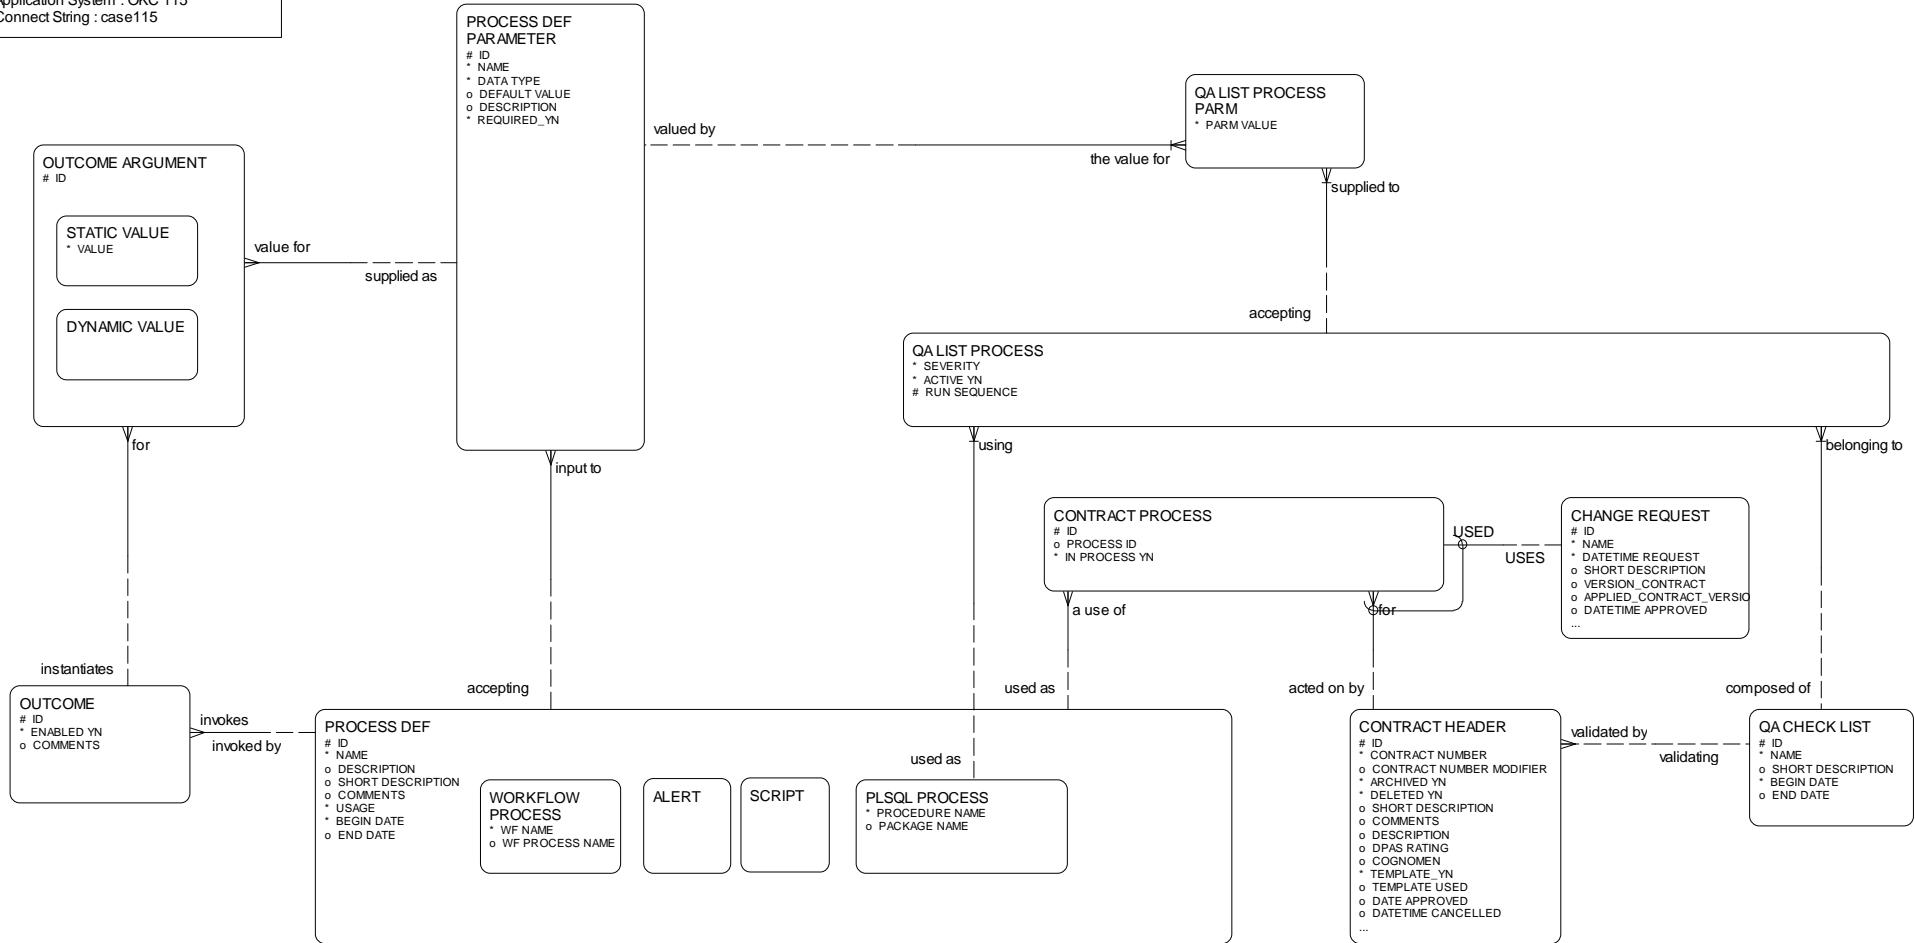 Application System : OKC 115
Connect String : case115
PROCESS DEF
PARAMETER
# ID
* NAME
* DATA TYPE
o DEFAULT VALUE
o DESCRIPTION
* REQUIRED_YN
QA LIST PROCESS
PARM
* PARM VALUE
valued by
the value for
supplied to
OUTCOME ARGUMENT
# ID
STATIC VALUE
* VALUE
DYNAMIC VALUE
value for
supplied as
accepting
QA LIST PROCESS
* SEVERITY
* ACTIVE YN
# RUN SEQUENCE
for
input to
using
belonging to
CONTRACT PROCESS
# ID
o PROCESS ID
* IN PROCESS YN
USED
USES
CHANGE REQUEST
# ID
* NAME
* DATETIME REQUEST
o SHORT DESCRIPTION
o VERSION_CONTRACT
o APPLIED_CONTRACT_VERSIO
o DATETIME APPROVED
...
a use of
for
instantiates
accepting
used as
acted on by
composed of
OUTCOME
# ID
* ENABLED YN
o COMMENTS
invokes
invoked by
PROCESS DEF
# ID
* NAME
o DESCRIPTION
o SHORT DESCRIPTION
o COMMENTS
* USAGE
* BEGIN DATE
o END DATE
WORKFLOW
PROCESS
* WF NAME
o WF PROCESS NAME
ALERT
SCRIPT
used as
PLSQL PROCESS
* PROCEDURE NAME
o PACKAGE NAME
CONTRACT HEADER
# ID
* CONTRACT NUMBER
o CONTRACT NUMBER MODIFIER
* ARCHIVED YN
* DELETED YN
o SHORT DESCRIPTION
o COMMENTS
o DESCRIPTION
o DPAS RATING
o COGNOMEN
* TEMPLATE_YN
o TEMPLATE USED
o DATE APPROVED
o DATETIME CANCELLED
...
validated by
validating
QA CHECK LIST
# ID
* NAME
o SHORT DESCRIPTION
* BEGIN DATE
o END DATE